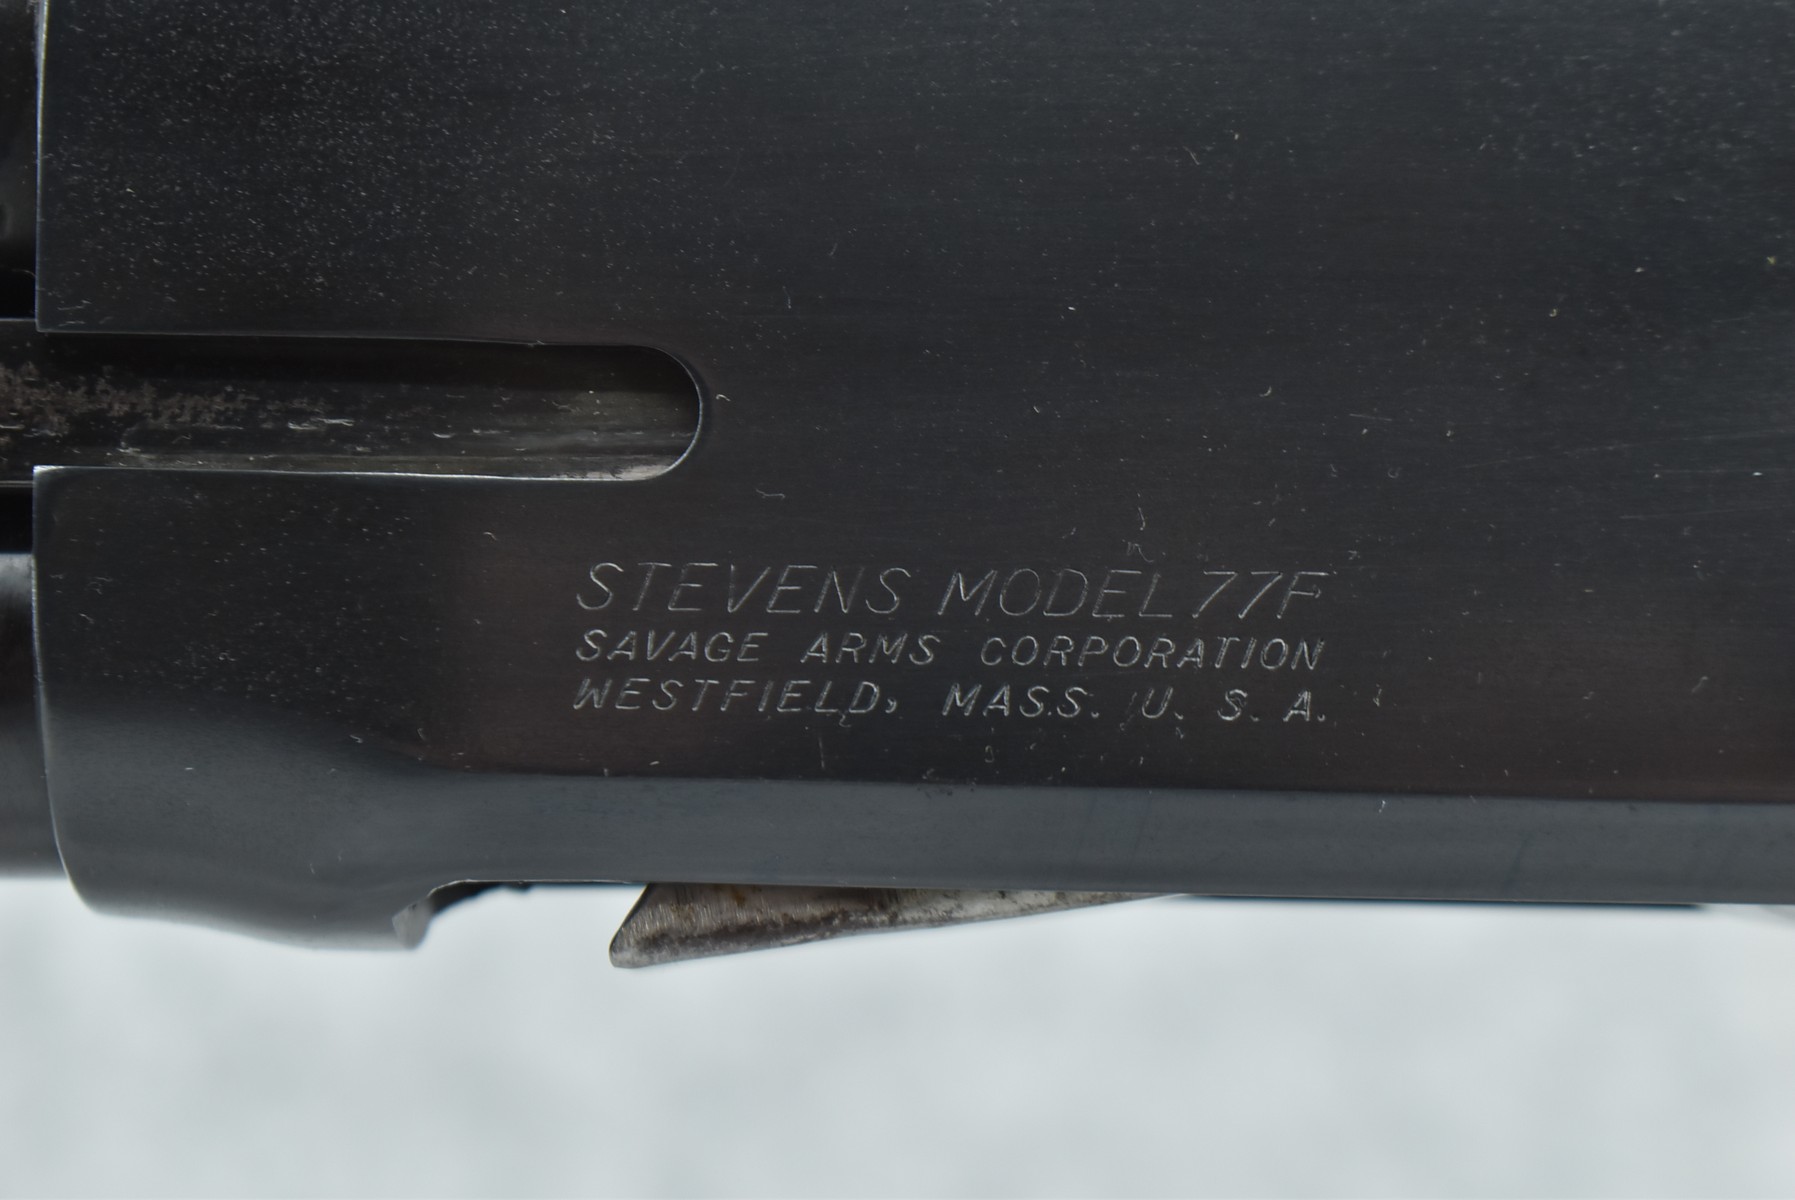 STEVENS MODEL 77F
SAVAGE ARMS CORPORATION
WESTFIELD, MASS. U. S. A.